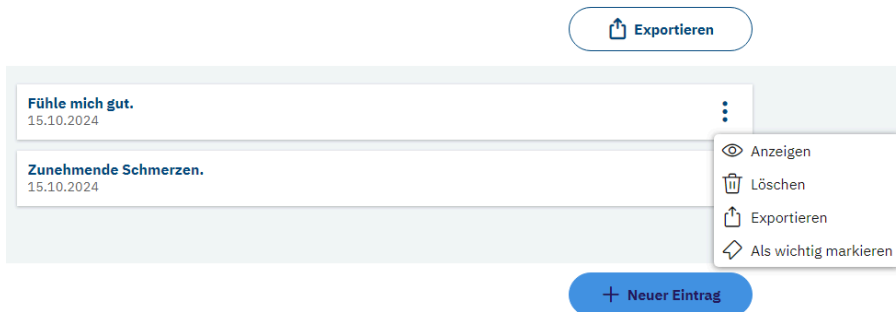 Exportieren
Fühle mich gut.
15.10.2024
Anzeigen
Zunehmende Schmerzen.
15.10.2024
Löschen
Exportieren
Als wichtig markieren
Neuer Eintrag